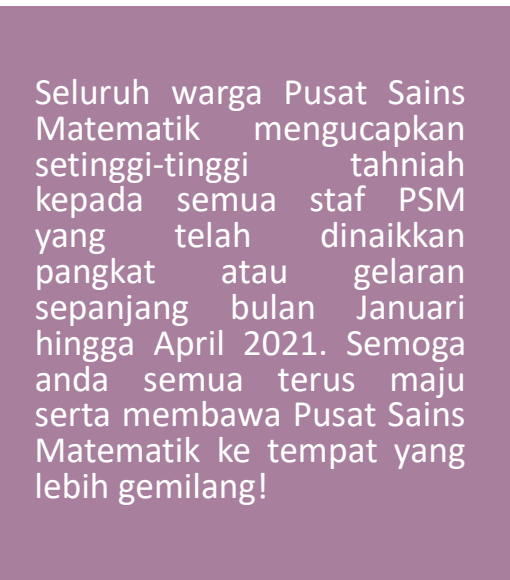 Seluruh warga Pusat Sains
Matematik mengucapkan
setinggi-tinggi tahniah
kepada semua staf PSM
yang telah dinaikkan
pangkat atau gelaran
sepanjang bulan Januari
hingga April 2021. Semoga
anda semua terus maju
serta membawa Pusat Sains
Matematik ke tempat yang
lebih gemilang!